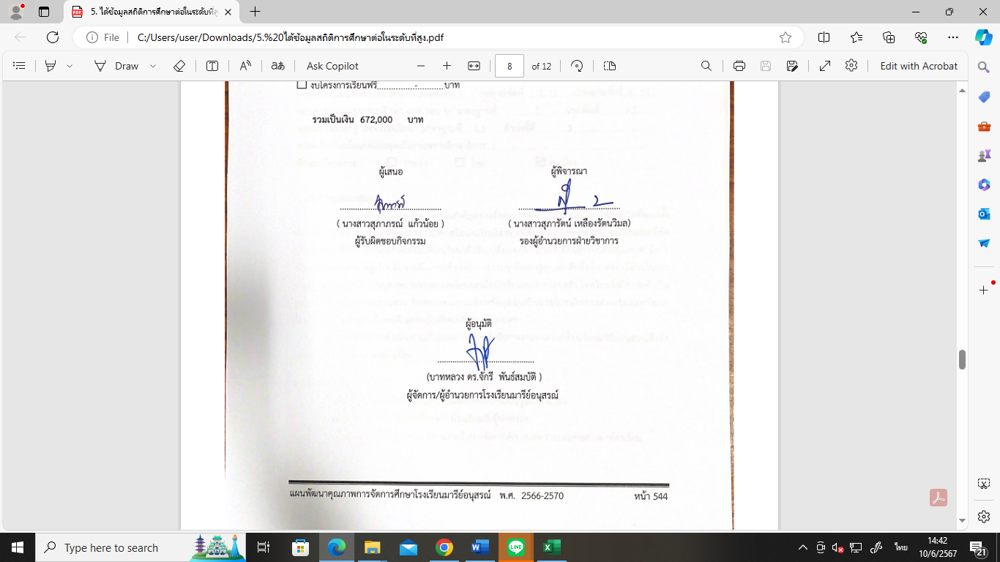 5. ได้ข้อมูลสถิติการศึกษาต่อในระดับที่สู
File C:/Users/user/Downloads/5.%20ได้ข้อมูลสถิติการศึกษาต่อในระดับที่สูง.pdf
Draw aあ Ask Copilot 8 of 12 Edit with Acrobat
งบโครงการเรียนฟรี...................-............บาท
รวมเป็นเงิน 672,000 บาท
ผู้เสนอ ผู้พิจารณา
( นางสาวสุภาภรณ์ แก้วน้อย ) ( นางสาวสุภารัตน์ เหลืองรัตนวิมล)
ผู้รับผิดชอบกิจกรรม รองผู้อำนวยการฝ่ายวิชาการ
ผู้อนุมัติ
(บาทหลวง ดร.จักรี พันธ์สมบัติ )
ผู้จัดการ/ผู้อำนวยการโรงเรียนมารีย์อนุสรณ์
แผนพัฒนาคุณภาพการจัดการศึกษาโรงเรียนมารีย์อนุสรณ์ พ.ศ. 2566-2570 หน้า 544
Type here to search LINE ไทย 14:42
10/6/2567 21